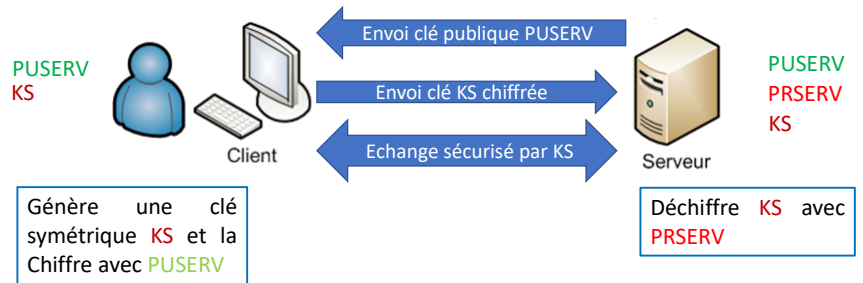 Envoi clé publique PUSERV
PUSERV
KS
Envoi clé KS chiffrée
PUSERV
PRSERV
KS
Client
Echange sécurisé par KS
Serveur
Génère une clé
symétrique KS et la
Chiffre avec PUSERV
Déchiffre KS avec
PRSERV